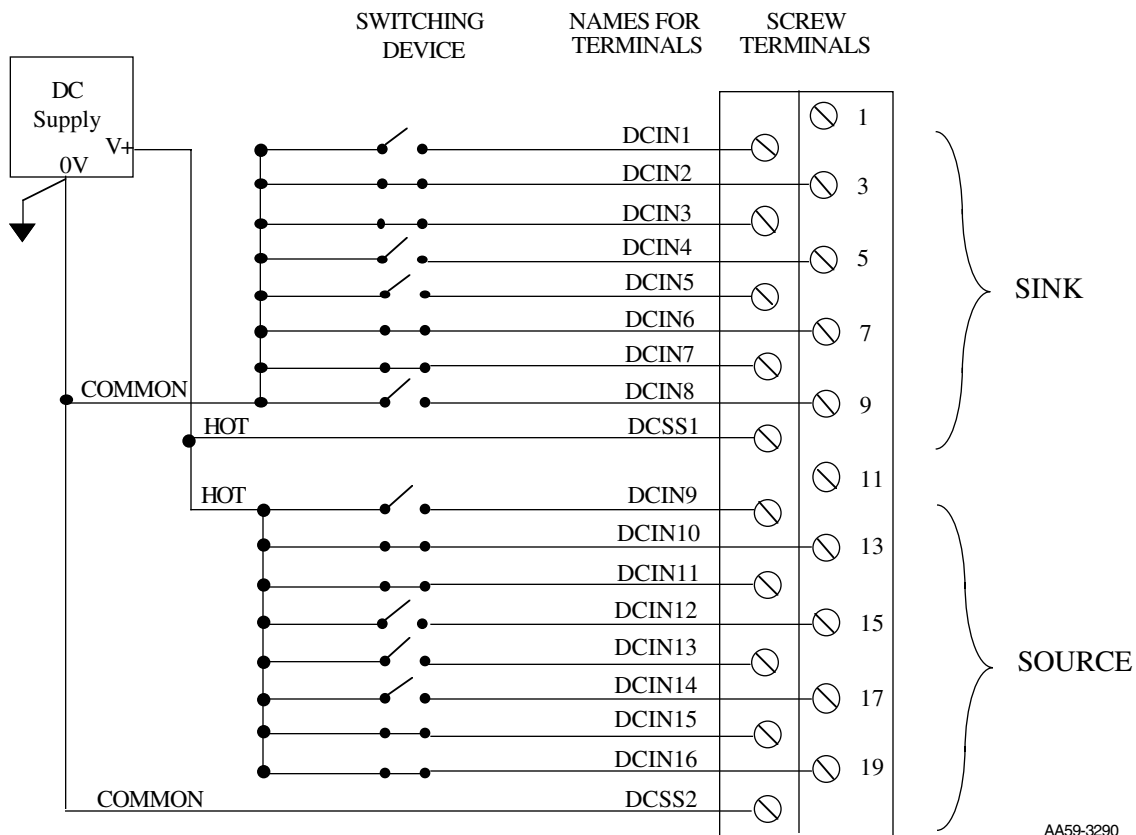 SWITCHING
DEVICE
NAMES FOR
TERMINALS
SCREW
TERMINALS
DC
Supply
V+
0V
DCIN1
1
DCIN2
3
DCIN3
DCIN4
5
DCIN5
SINK
DCIN6
7
DCIN7
COMMON
DCIN8
9
HOT
DCSS1
11
HOT
DCIN9
DCIN10
13
DCIN11
DCIN12
15
DCIN13
SOURCE
DCIN14
17
DCIN15
DCIN16
19
COMMON
DCSS2
AA59-3290